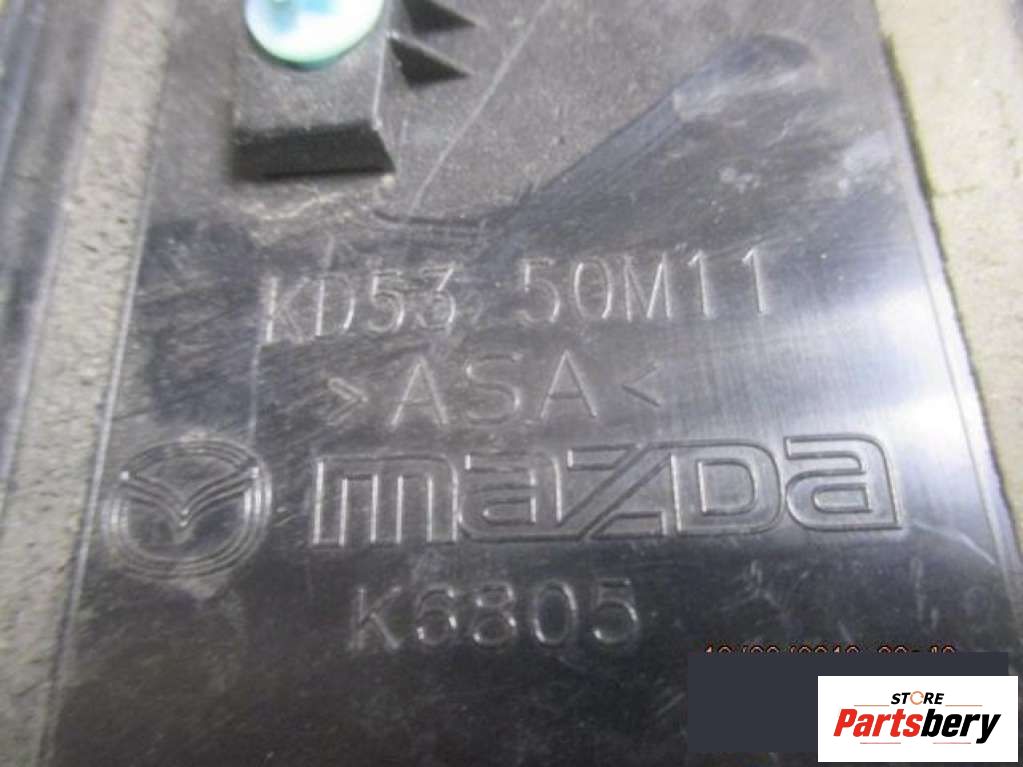 KD53 50M11
>ASA<
mazda
K6805
STORE
Partsbery